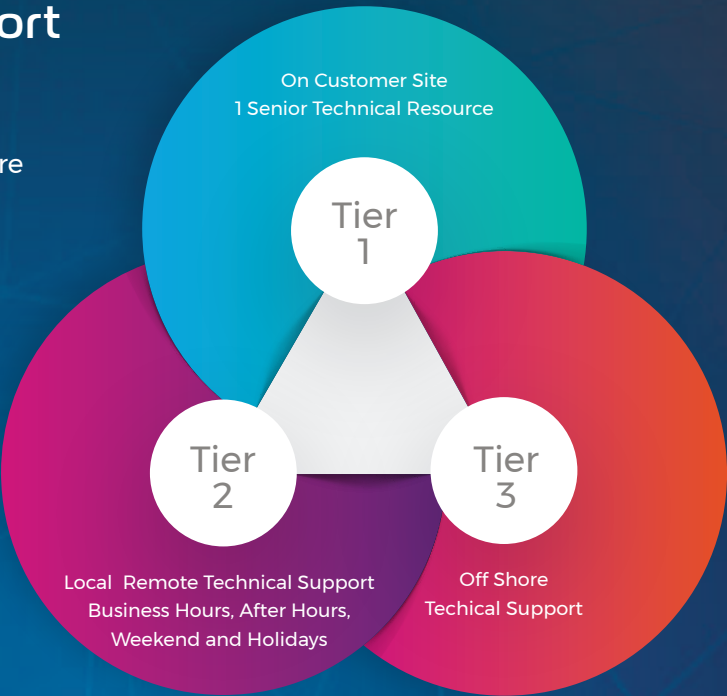 ort
re
On Customer Site
1 Senior Technical Resource
Tier
1
Tier
2
Tier
3
Local Remote Technical Support
Business Hours, After Hours,
Weekend and Holidays
Off Shore
Techical Support